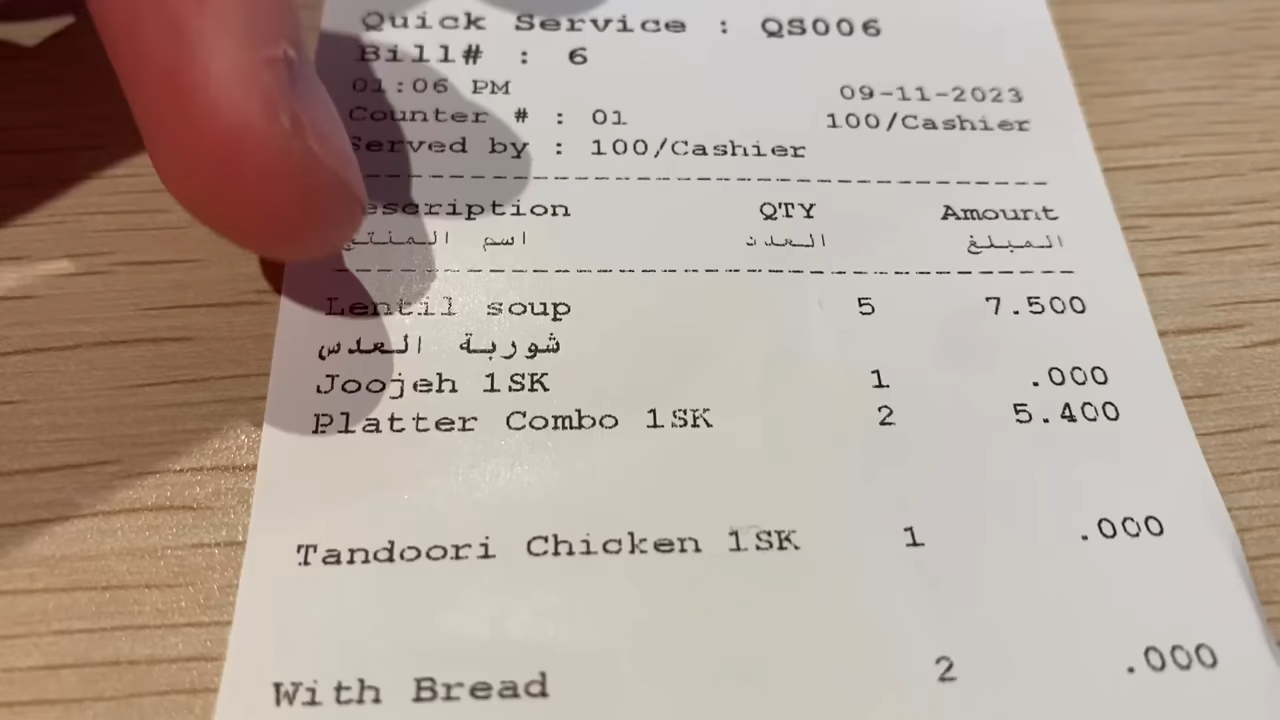 Quick Service : QS006
Bill# : 6
01:06 PM 09-11-2023
Counter # : 01 100/Cashier
Served by : 100/Cashier
escription QTY Amount
اسم المنتج العدد المبلغ
Lentil soup 5 7.500
شوربة العدس
Joojeh 1SK 1 .000
Platter Combo 1SK 2 5.400
Tandoori Chicken 1SK 1 .000
With Bread 2 .000